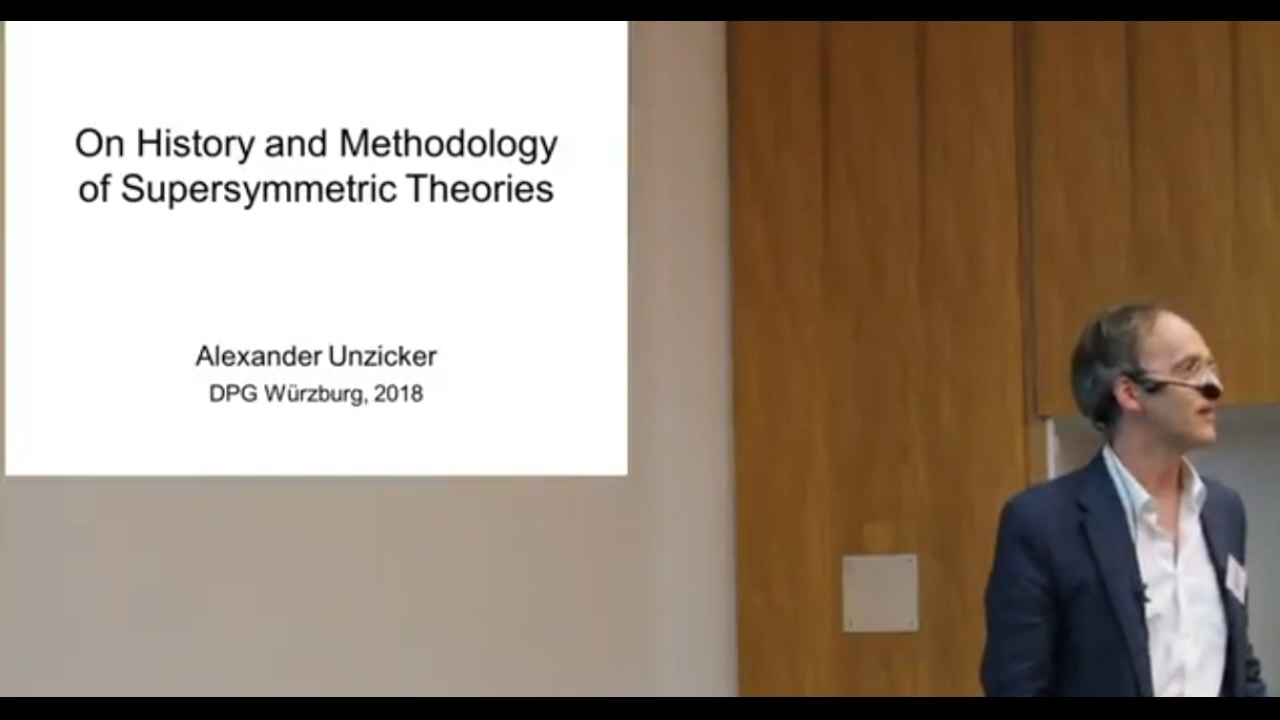 On History and Methodology
of Supersymmetric Theories
Alexander Unzicker
DPG Würzburg, 2018